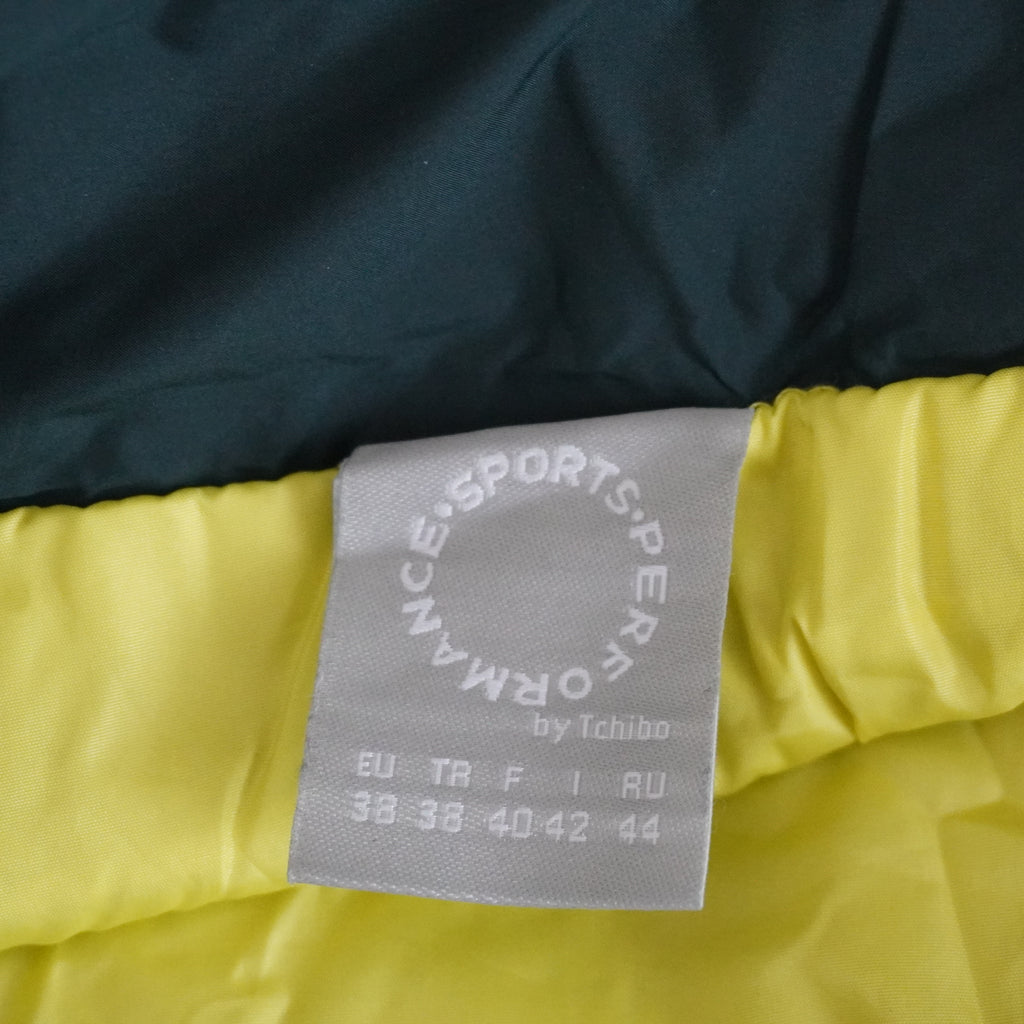 SPORTS·PERFORMANCE·
by Tchibo
EU TR F I RU
38 38 40 42 44